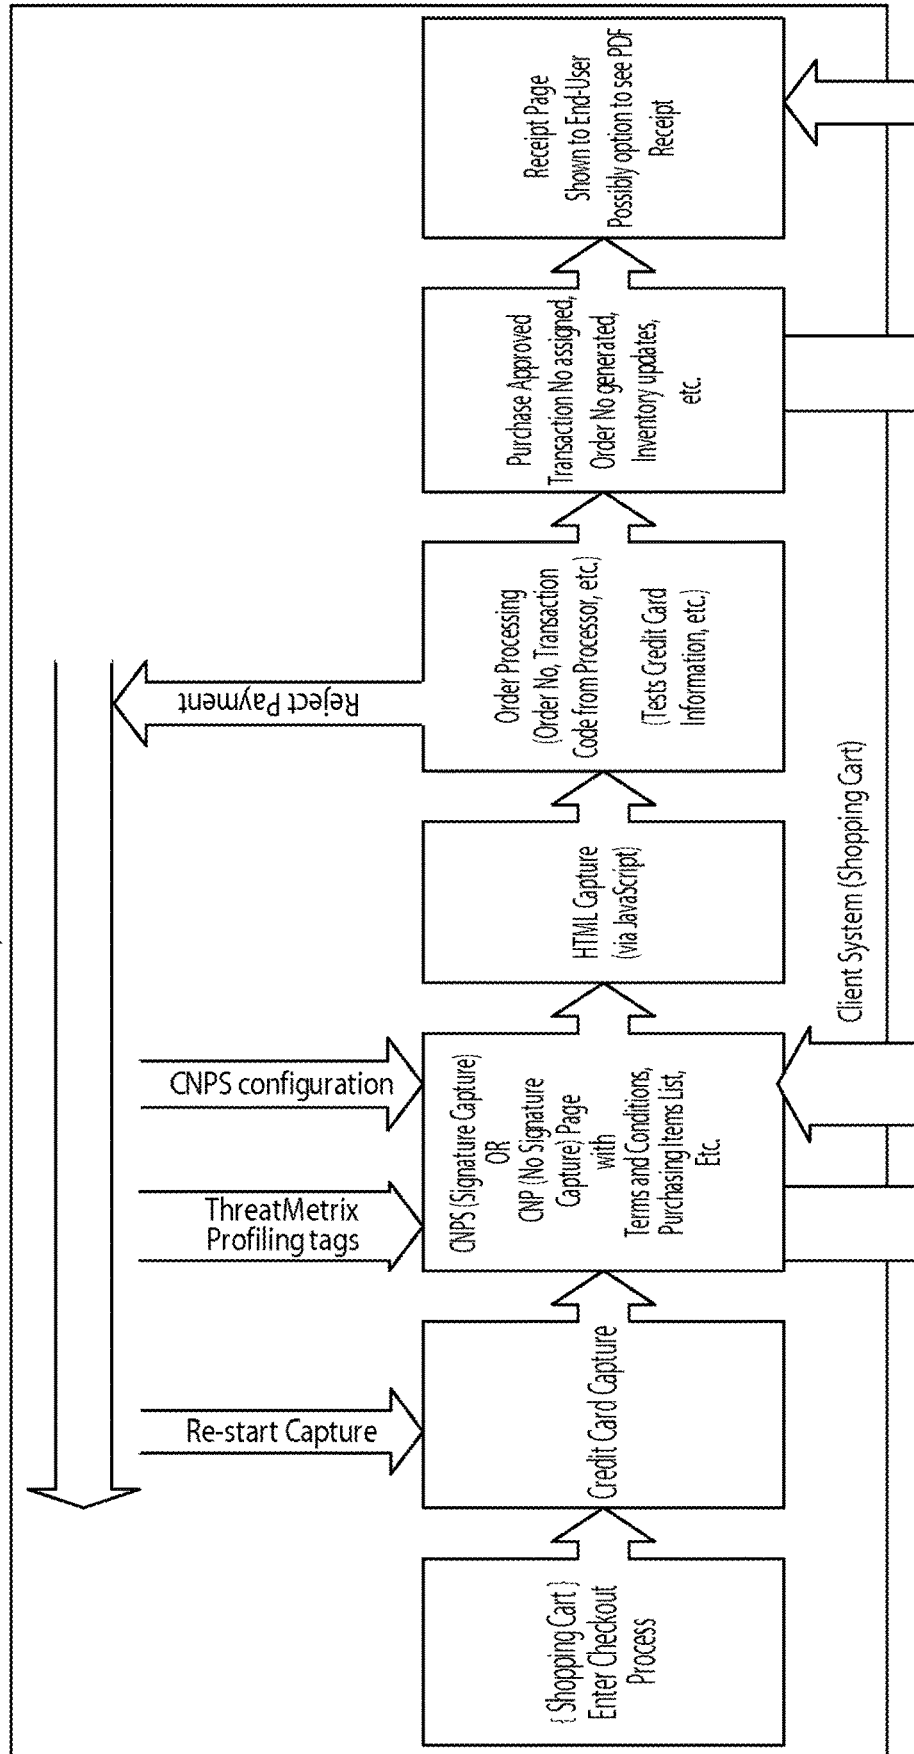 { Shopping Cart }
Enter Checkout
Process
Credit Card Capture
Re-start Capture
CNPS (Signature Capture)
OR
CNP (No Signature
Capture) Page
with
Terms and Conditions,
Purchasing Items List,
Etc.
ThreatMetrix
Profiling tags
CNPS configuration
HTML Capture
(via JavaScript)
Order Processing
(Order No, Transaction
Code from Processor, etc.)
(Tests Credit Card
Information, etc.)
Reject Payment
Purchase Approved
Transaction No assigned,
Order No generated,
Inventory updates,
etc.
Receipt Page
Shown to End-User
Possibly option to see PDF
Receipt
Client System (Shopping Cart)